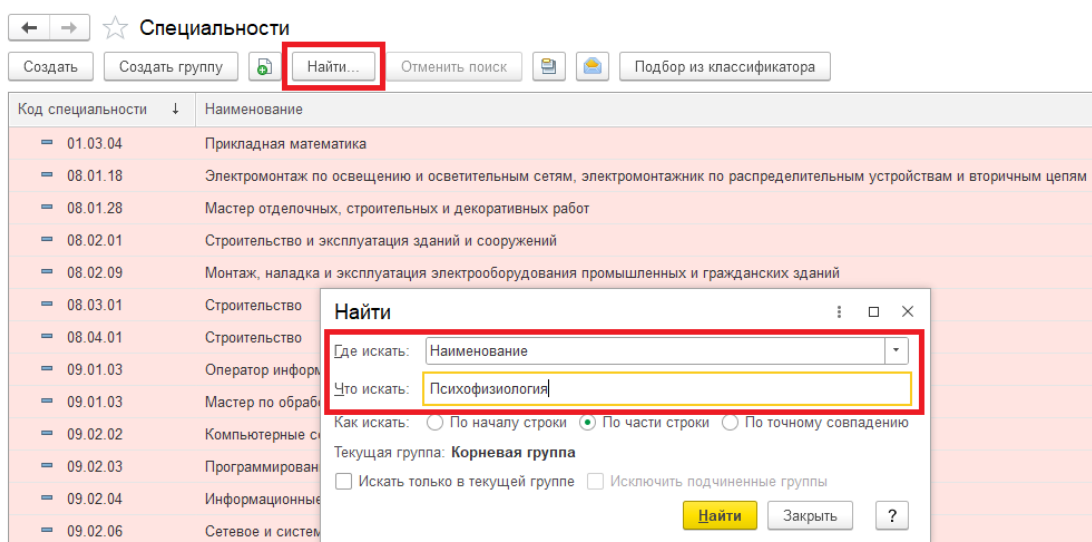 Специальности
Создать Создать группу Найти... Отменить поиск Подбор из классификатора
Код специальности ↓ Наименование
01.03.04 Прикладная математика
08.01.18 Электромонтаж по освещению и осветительным сетям, электромонтажник по распределительным устройствам и вторичным цепям
08.01.28 Мастер отделочных, строительных и декоративных работ
08.02.01 Строительство и эксплуатация зданий и сооружений
08.02.09 Монтаж, наладка и эксплуатация электрооборудования промышленных и гражданских зданий
08.03.01 Строительство
Найти
08.04.01 Строительство
Где искать: Наименование
09.01.03 Оператор информ
Что искать: Психофизиология
09.01.03 Мастер по обраб
Как искать: По началу строки По части строки По точному совпадению
09.02.02 Компьютерные с
Текущая группа: Корневая группа
09.02.03 Программирован
Искать только в текущей группе Исключить подчиненные группы
09.02.04 Информационные
Найти Закрыть ?
09.02.06 Сетевое и систем